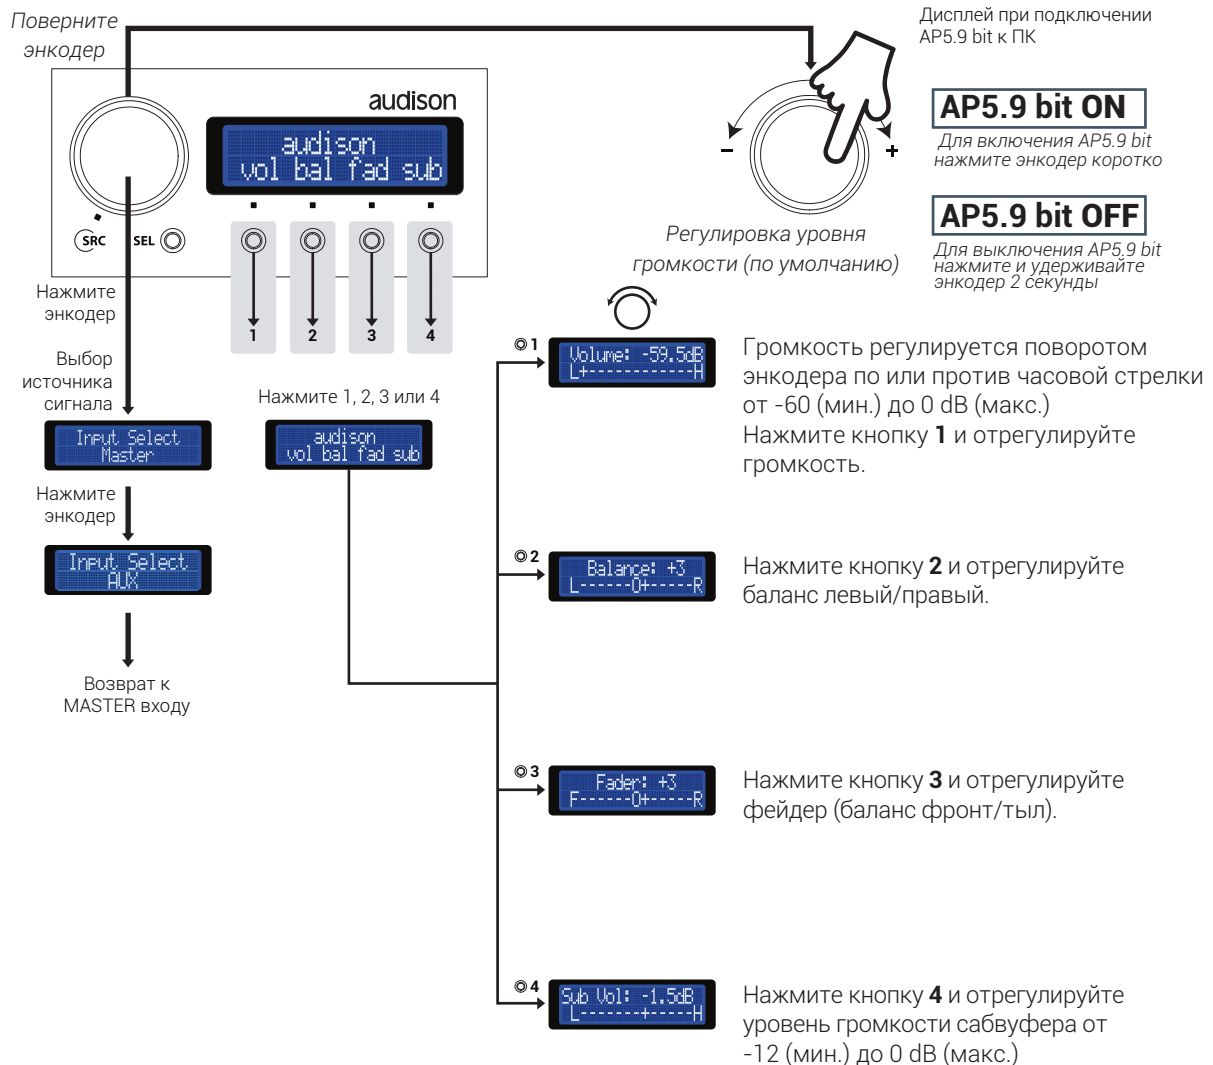 Поверните
энкодер
audison
audison
vol bal fad sub
SRC
SEL
1
2
3
4
-
+
Регулировка уровня
громкости (по умолчанию)
Дисплей при подключении
AP5.9 bit к ПК
AP5.9 bit ON
Для включения AP5.9 bit
нажмите энкодер коротко
AP5.9 bit OFF
Для выключения AP5.9 bit
нажмите и удерживайте
энкодер 2 секунды
Нажмите
энкодер
Выбор
источника
сигнала
Input Select
Master
Нажмите
энкодер
Input Select
AUX
Возврат к
MASTER входу
Нажмите 1, 2, 3 или 4
audison
vol bal fad sub
1
Volume: -59.5dB
L+------------H
Громкость регулируется поворотом
энкодера по или против часовой стрелки
от -60 (мин.) до 0 dB (макс.)
Нажмите кнопку 1 и отрегулируйте
громкость.
2
Balance: +3
L------0+-----R
Нажмите кнопку 2 и отрегулируйте
баланс левый/правый.
3
Fader: +3
F------0+-----R
Нажмите кнопку 3 и отрегулируйте
фейдер (баланс фронт/тыл).
4
Sub Vol: -1.5dB
L-------+-----H
Нажмите кнопку 4 и отрегулируйте
уровень громкости сабвуфера от
-12 (мин.) до 0 dB (макс.)